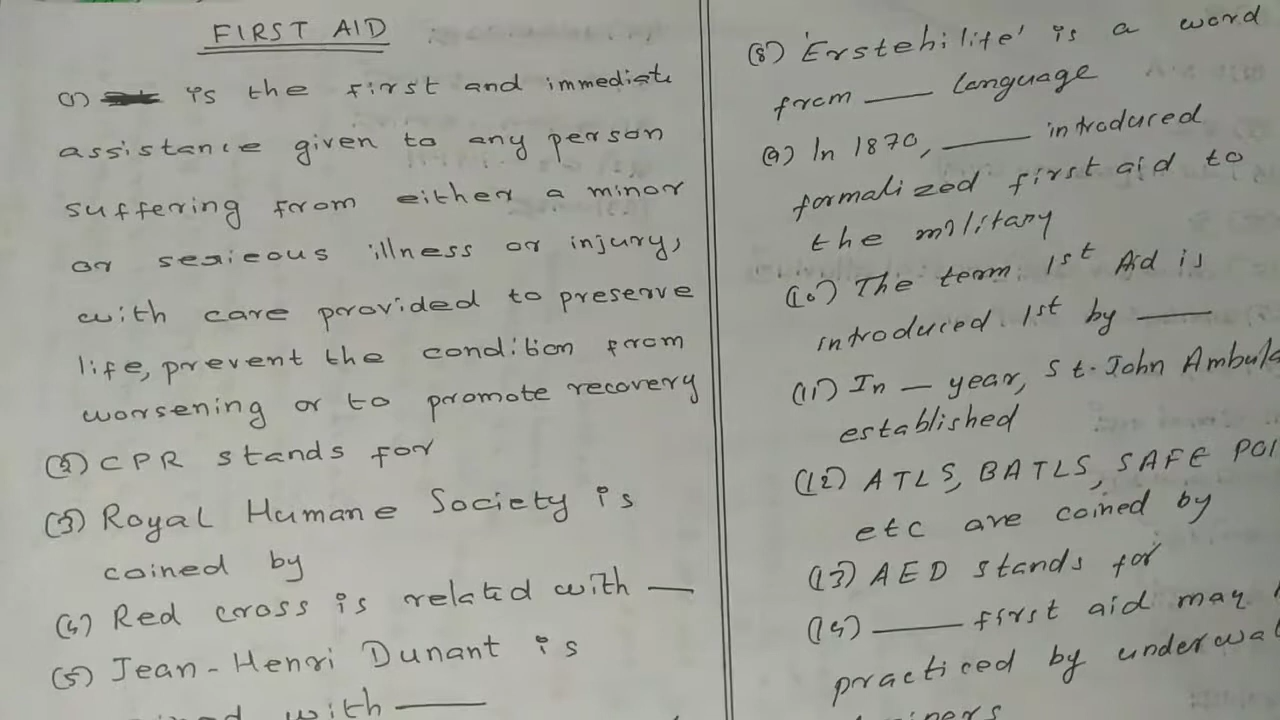 FIRST AID
(1) is the first and immediate
assistance given to any person
suffering from either a minor
or serieous illness or injury,
with care provided to preserve
life, prevent the condition from
worsening or to promote recovery
(2) CPR stands for
(3) Royal Humane Society is
coined by
(4) Red cross is related with —
(5) Jean-Henri Dunant is
with —
(8) 'Erstehilite' is a word
from — language
(9) In 1870, — introduced
formalized first aid to
the military
(10) The term 1st Aid is
introduced 1st by —
(11) In — year, St. John Ambula
established
(12) ATLS, BATLS, SAFE POI
etc are coined by
(13) AED stands for
(14) — first aid may
practiced by underwa